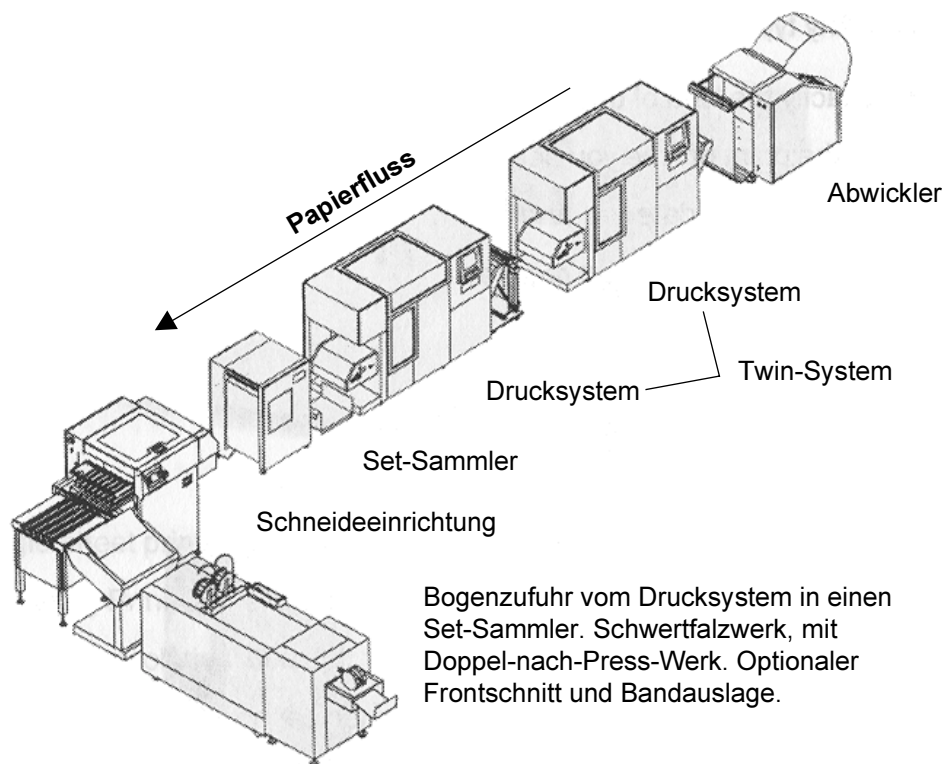 Papierfluss
Abwickler
Drucksystem
Twin-System
Drucksystem
Set-Sammler
Schneideeinrichtung
Bogenzufuhr vom Drucksystem in einen
Set-Sammler. Schwertfalzwerk, mit
Doppel-nach-Press-Werk. Optionaler
Frontschnitt und Bandauslage.